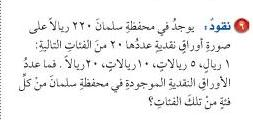 ٩ نقود: يوجدُ في محفظةِ سلمانَ ٢٢٠ ريالاً على
صورةِ أوراقٍ نقديةٍ عددُها ٢٠ منَ الفئاتِ التاليةِ:
١ ريال، ٥ ريالات، ١٠ ريالات، ٢٠ ريالاً. فما عددُ
الأوراقِ النقديةِ الموجودةِ في محفظةِ سلمانَ منْ كلِّ
فئةٍ منْ تلكَ الفئاتِ؟